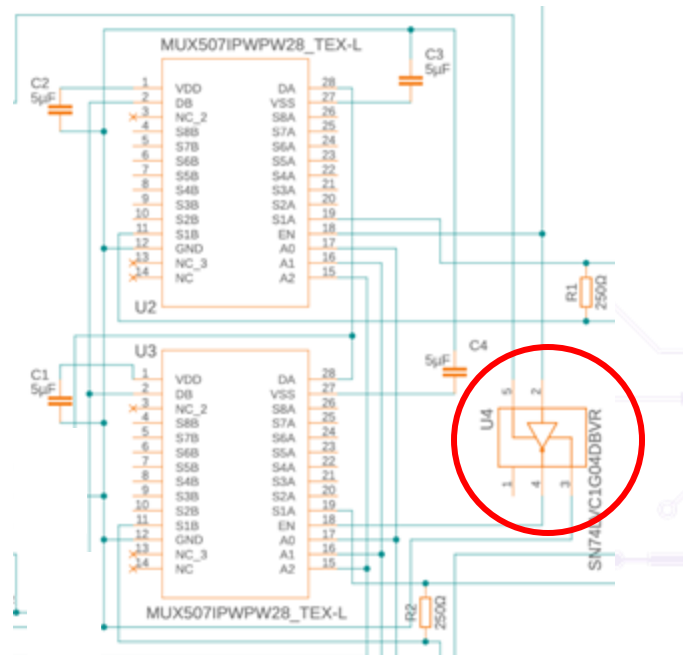 MUX507IPWPW28_TEX-L
C2
5µF
C3
5µF
1 VDD DA 28
2 DB VSS 27
3 NC_2 S8A 26
4 S8B S7A 25
5 S7B S6A 24
6 S6B S5A 23
7 S5B S4A 22
8 S4B S3A 21
9 S3B S2A 20
10 S2B S1A 19
11 S1B EN 18
12 GND A0 17
13 NC_3 A1 16
14 NC A2 15
U2
R1
250Ω
U3
C1
5µF
C4
5µF
1 VDD DA 28
2 DB VSS 27
3 NC_2 S8A 26
4 S8B S7A 25
5 S7B S6A 24
6 S6B S5A 23
7 S5B S4A 22
8 S4B S3A 21
9 S3B S2A 20
10 S2B S1A 19
11 S1B EN 18
12 GND A0 17
13 NC_3 A1 16
14 NC A2 15
MUX507IPWPW28_TEX-L
R2
250Ω
U4
5 2
1 4 3